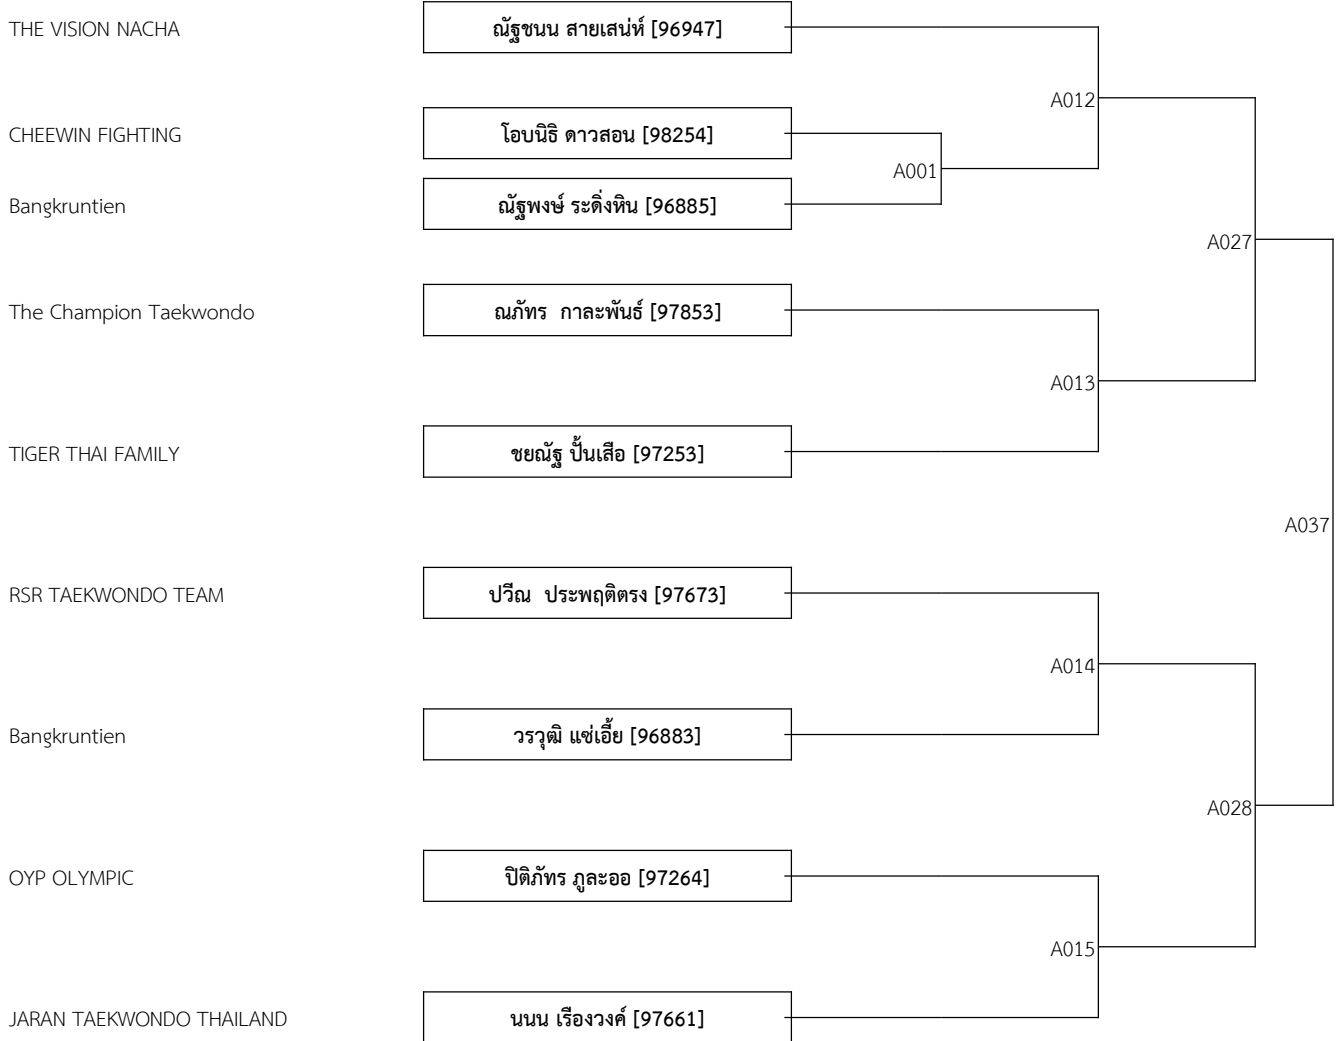 THE VISION NACHA
ณัฐชนน สายเสน่ห์ [96947]
A012
CHEEWIN FIGHTING
โอบนิธิ ดาวสอน [98254]
A001
Bangkruntien
ณัฐพงษ์ ระดิ่งหิน [96885]
A027
The Champion Taekwondo
ณภัทร  กาละพันธ์ [97853]
A013
TIGER THAI FAMILY
ชยณัฐ ปั้นเสือ [97253]
A037
RSR TAEKWONDO TEAM
ปวีณ  ประพฤติตรง [97673]
A014
Bangkruntien
วรวุฒิ แซ่เอี้ย [96883]
A028
OYP OLYMPIC
ปิติภัทร ภูละออ [97264]
A015
JARAN TAEKWONDO THAILAND
นนน เรืองวงค์ [97661]